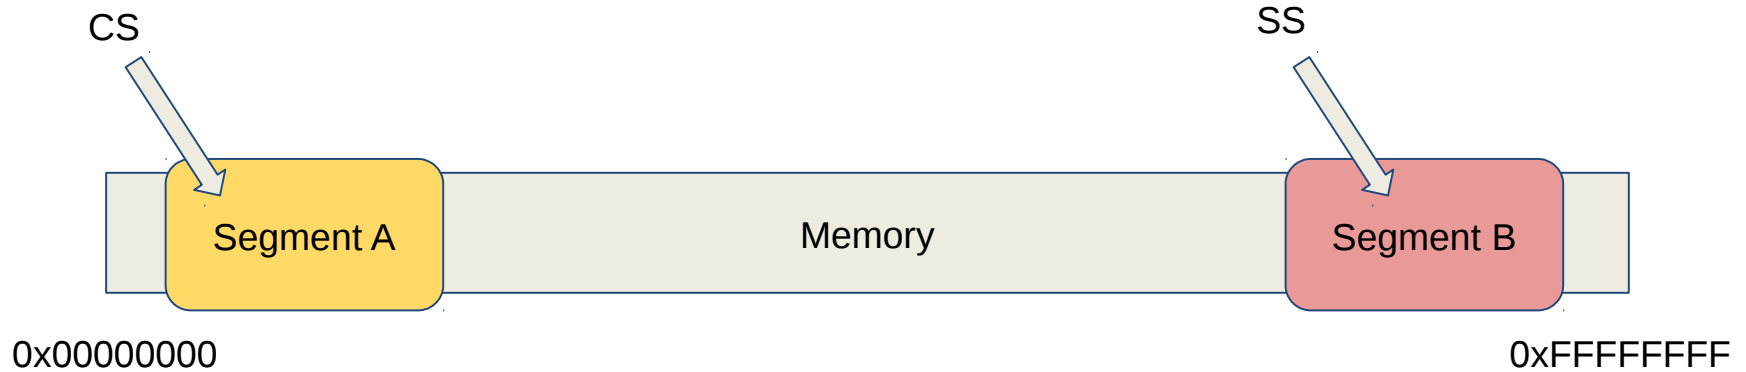 CS
SS
Segment A
Memory
Segment B
0x00000000
0xFFFFFFFF